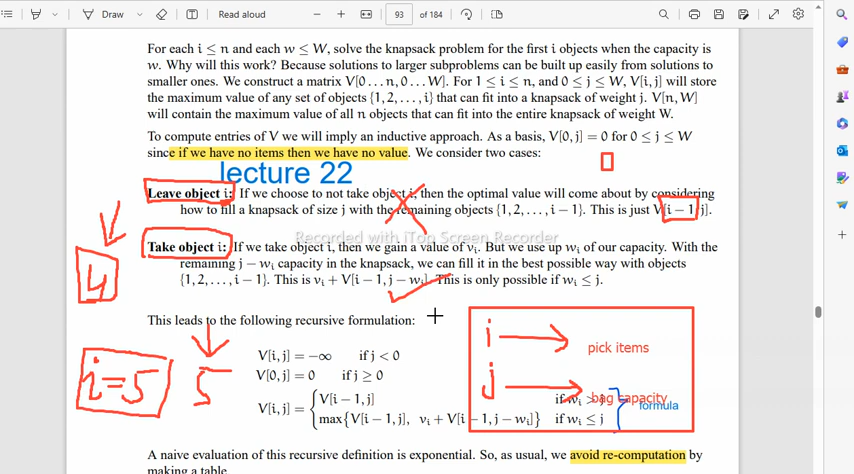 Draw Read aloud 93 of 184
For each i ≤ n and each w ≤ W, solve the knapsack problem for the first i objects when the capacity is
w. Why will this work? Because solutions to larger subproblems can be built up easily from solutions to
smaller ones. We construct a matrix V[0 . . . n, 0 . . . W]. For 1 ≤ i ≤ n, and 0 ≤ j ≤ W, V[i, j] will store
the maximum value of any set of objects {1, 2, . . . , i} that can fit into a knapsack of weight j. V[n, W]
will contain the maximum value of all n objects that can fit into the entire knapsack of weight W.
To compute entries of V we will imply an inductive approach. As a basis, V[0, j] = 0 for 0 ≤ j ≤ W
since if we have no items then we have no value. We consider two cases:
lecture 22
Leave object i: If we choose to not take object i, then the optimal value will come about by considering
how to fill a knapsack of size j with the remaining objects {1, 2, . . . , i − 1}. This is just V[i − 1, j].
Recorded with iTop Screen Recorder
Take object i: If we take object i, then we gain a value of vᵢ. But we use up wᵢ of our capacity. With the
remaining j − wᵢ capacity in the knapsack, we can fill it in the best possible way with objects
{1, 2, . . . , i − 1}. This is vᵢ + V[i − 1, j − wᵢ]. This is only possible if wᵢ ≤ j.
4
This leads to the following recursive formulation:
i pick items
i=5 5
V[i, j] = −∞ if j < 0
V[0, j] = 0 if j ≥ 0
j bag capacity
V[i, j] = { V[i − 1, j] if wᵢ > j
max{V[i − 1, j], vᵢ + V[i − 1, j − wᵢ]} if wᵢ ≤ j
formula
A naive evaluation of this recursive definition is exponential. So, as usual, we avoid re-computation by
making a table.